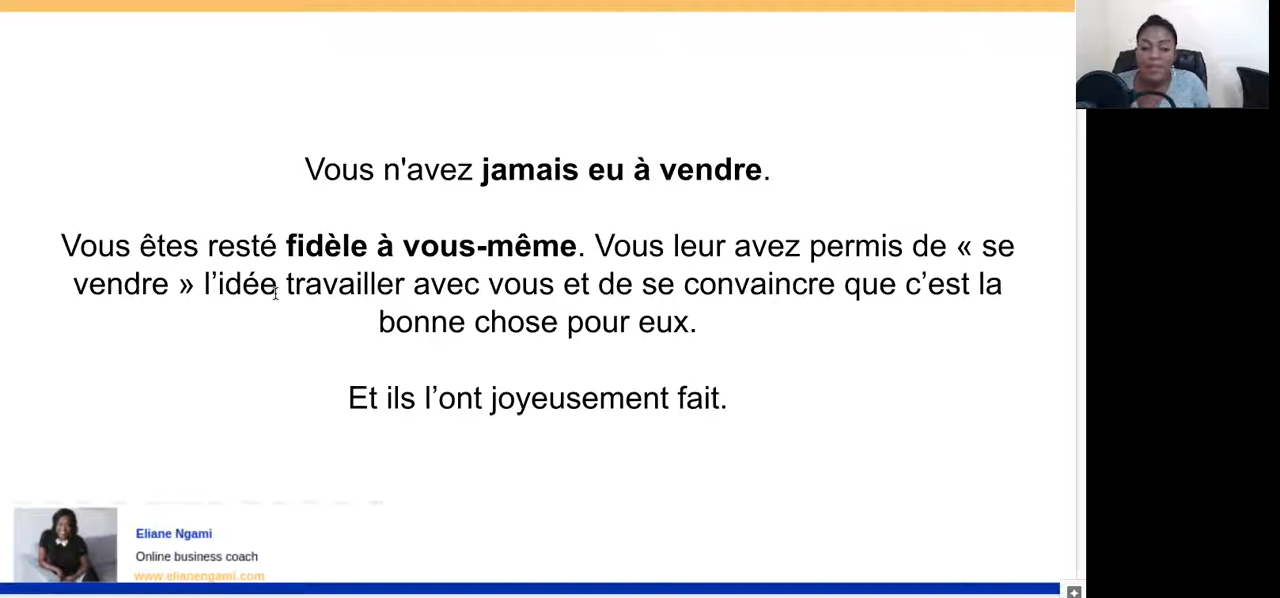 Vous n'avez jamais eu à vendre.
Vous êtes resté fidèle à vous-même. Vous leur avez permis de « se
vendre » l’idée travailler avec vous et de se convaincre que c’est la
bonne chose pour eux.
Et ils l’ont joyeusement fait.
Eliane Ngami
Online business coach
www.elianengami.com